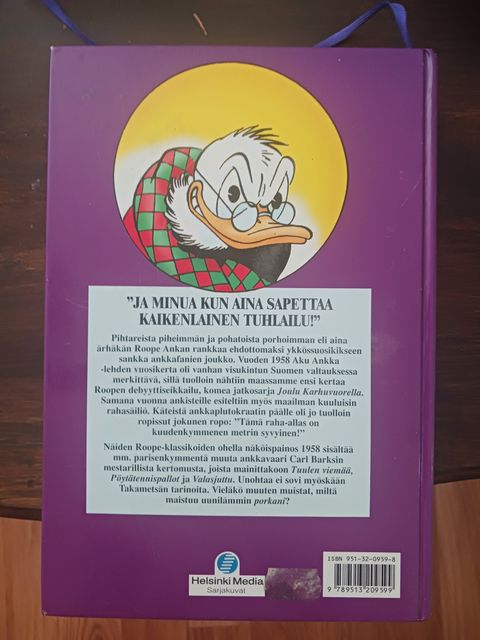 "JA MINUA KUN AINA SAPETTAA
KAIKENLAINEN TUHLAILU!"
Pihtareista piheimmän ja pohatoista porhoimman eli aina
ärhäkän Roope Ankan rankkaa ehdottomaksi ykkössuosikikseen
sankka ankkafanien joukko. Vuoden 1958 Aku Ankka
-lehden vuosikerta oli vanhan visukintun Suomen valtauksessa
merkittävä, sillä tuolloin nähtiin maassamme ensi kertaa
Roopen debyyttiseikkailu, komea jatkosarja Joulu Karhuvuorella.
Samana vuonna ankisteille esiteltiin myös maailman kuuluisin
rahasäiliö. Käteistä ankkaplutokraatin päälle oli jo tuolloin
ropissut jokunen ropo: "Tämä raha-allas on
kuudenkymmenen metrin syvyinen!"
Näiden Roope-klassikoiden ohella näköispainos 1958 sisältää
mm. parisenkymmentä muuta ankkavaari Carl Barksin
mestarillista kertomusta, joista mainittakoon Tuulen viemää,
Pöytätennispallot ja Valasjuttu. Unohtaa ei sovi myöskään
Takametsän tarinoita. Vieläkö muuten muistat, miltä
maistuu uunilämmin porkani?
Helsinki Media
Sarjakuvat
ISBN 951-32-0959-8
9 789513 209599